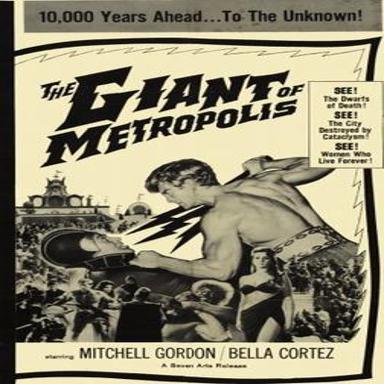 10,000 Years Ahead...To The Unknown!
THE GIANT OF
METROPOLIS
SEE!
The Dwarfs
of Death!
SEE!
The City
Destroyed by
Cataclysm!
SEE!
Women Who
Live Forever!
starring MITCHELL GORDON / BELLA CORTEZ
A Seven Arts Release